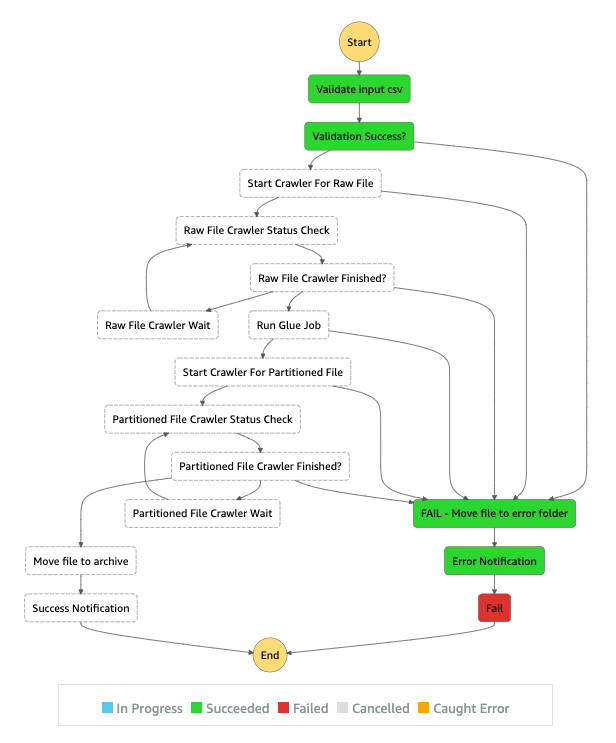 Start
Validate input csv
Validation Success?
Start Crawler For Raw File
Raw File Crawler Status Check
Raw File Crawler Finished?
Raw File Crawler Wait
Run Glue Job
Start Crawler For Partitioned File
Partitioned File Crawler Status Check
Partitioned File Crawler Finished?
Partitioned File Crawler Wait
FAIL - Move file to error folder
Move file to archive
Error Notification
Success Notification
Fail
End
In Progress
Succeeded
Failed
Cancelled
Caught Error